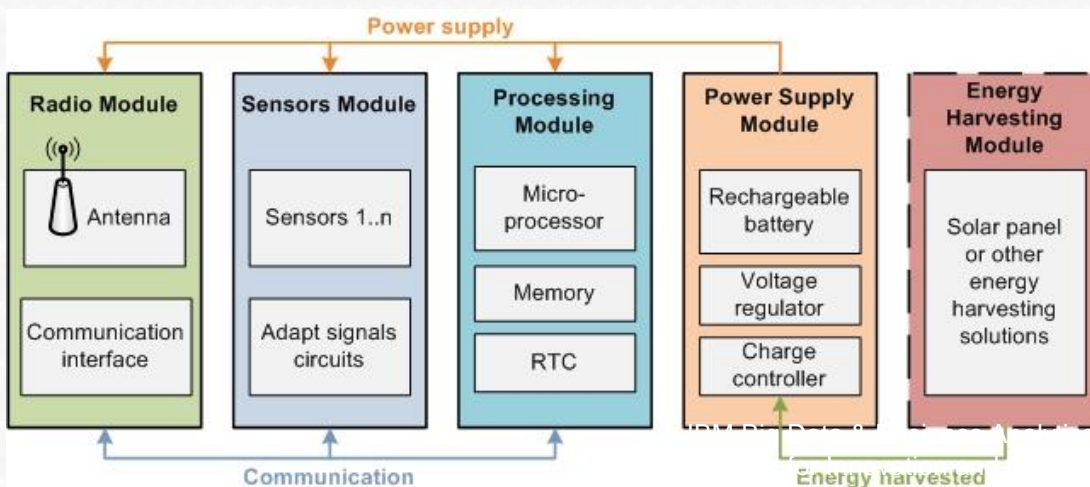 Power supply
Radio Module
Antenna
Communication
interface
Sensors Module
Sensors 1..n
Adapt signals
circuits
Processing
Module
Micro-
processor
Memory
RTC
Power Supply
Module
Rechargeable
battery
Voltage
regulator
Charge
controller
Energy
Harvesting
Module
Solar panel
or other
energy
harvesting
solutions
Communication
Energy harvested